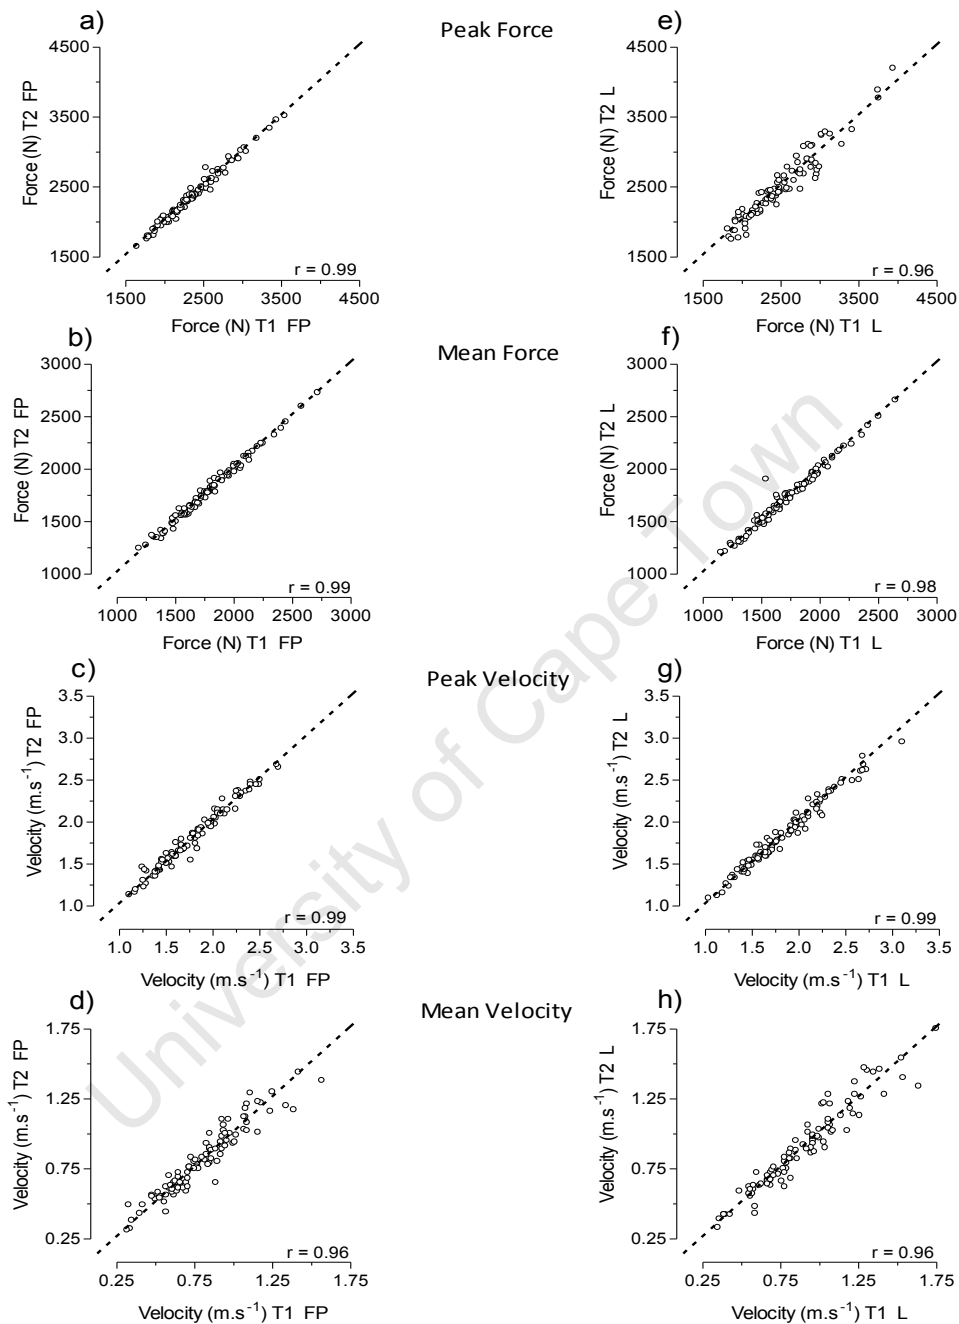 a)
Peak Force
e)
4500
3500
2500
1500
Force (N) T2 FP
r = 0.99
1500 2500 3500 4500
Force (N) T1 FP
4500
3500
2500
1500
Force (N) T2 L
r = 0.96
1500 2500 3500 4500
Force (N) T1 L
b)
Mean Force
f)
3000
2500
2000
1500
1000
Force (N) T2 FP
r = 0.99
1000 1500 2000 2500 3000
Force (N) T1 FP
3000
2500
2000
1500
1000
Force (N) T2 L
r = 0.98
1000 1500 2000 2500 3000
Force (N) T1 L
c)
Peak Velocity
g)
3.5
3.0
2.5
2.0
1.5
1.0
Velocity (m.s⁻¹) T2 FP
r = 0.99
1.0 1.5 2.0 2.5 3.0 3.5
Velocity (m.s⁻¹) T1 FP
3.5
3.0
2.5
2.0
1.5
1.0
Velocity (m.s⁻¹) T2 L
r = 0.99
1.0 1.5 2.0 2.5 3.0 3.5
Velocity (m.s⁻¹) T1 L
d)
Mean Velocity
h)
1.75
1.25
0.75
0.25
Velocity (m.s⁻¹) T2 FP
r = 0.96
0.25 0.75 1.25 1.75
Velocity (m.s⁻¹) T1 FP
1.75
1.25
0.75
0.25
Velocity (m.s⁻¹) T2 L
r = 0.96
0.25 0.75 1.25 1.75
Velocity (m.s⁻¹) T1 L
University of Cape Town